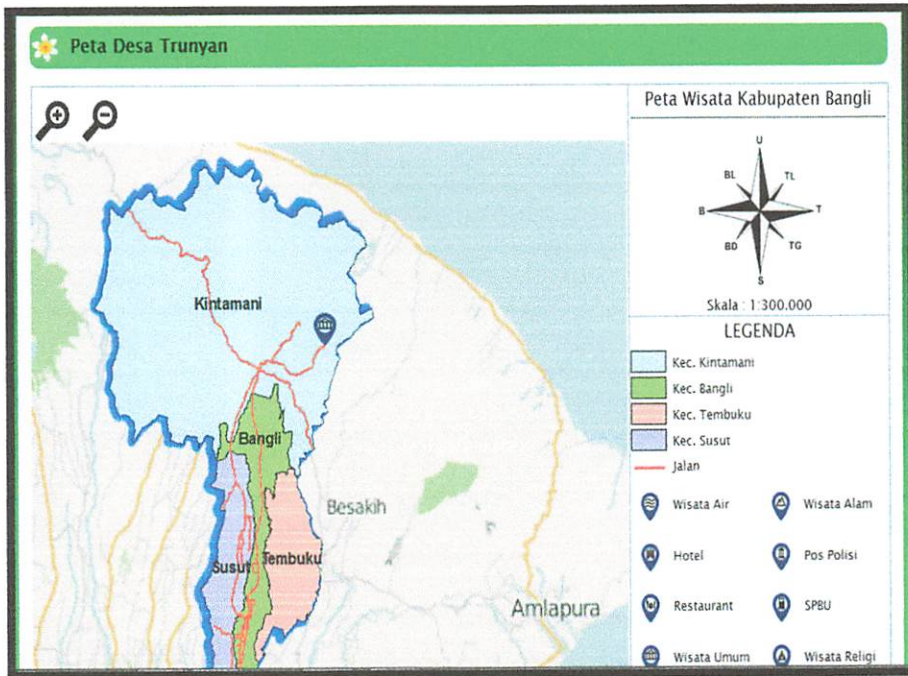 Peta Desa Trunyan
Peta Wisata Kabupaten Bangli
U
BL TL
B T
BD TG
S
Skala : 1:300.000
LEGENDA
Kec. Kintamani
Kec. Bangli
Kec. Tembuku
Kec. Susut
Jalan
Wisata Air Wisata Alam
Hotel Pos Polisi
Restaurant SPBU
Wisata Umum Wisata Religi
Kintamani
Bangli
Besakih
Susut Tembuku
Amlapura